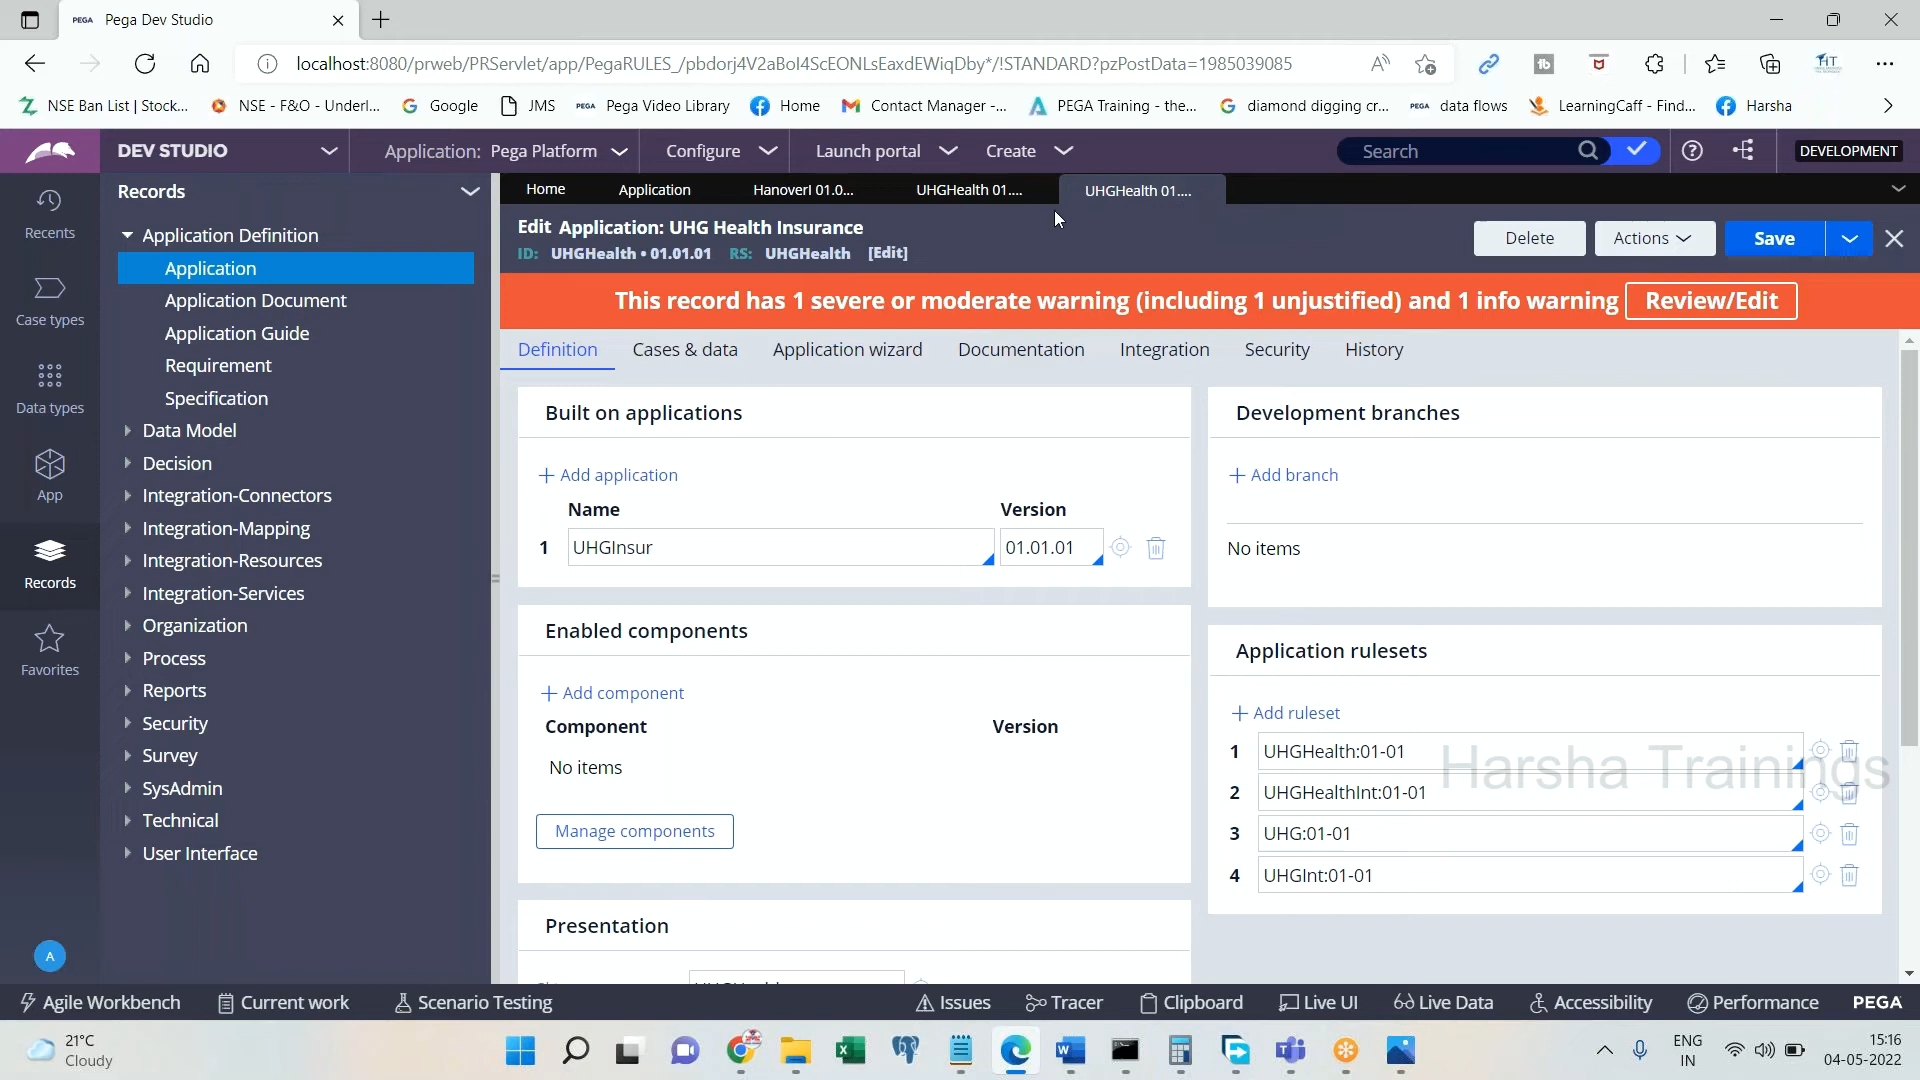 PEGA Pega Dev Studio
localhost:8080/prweb/PRServlet/app/PegaRULES_/pbdorj4V2aBoI4ScEONLsEaxdEWiqDby*/!STANDARD?pzPostData=1985039085
NSE Ban List | Stock... NSE - F&O - Underl... Google JMS PEGA Pega Video Library Home Contact Manager -... PEGA Training - the... diamond digging cr... PEGA data flows LearningCaff - Find... Harsha
DEV STUDIO Application: Pega Platform Configure Launch portal Create Search DEVELOPMENT
Recents
Case types
Data types
App
Records
Favorites
A
Records
Application Definition
Application
Application Document
Application Guide
Requirement
Specification
Data Model
Decision
Integration-Connectors
Integration-Mapping
Integration-Resources
Integration-Services
Organization
Process
Reports
Security
Survey
SysAdmin
Technical
User Interface
Home Application HanoverI 01.0... UHGHealth 01.... UHGHealth 01....
Edit Application: UHG Health Insurance
ID: UHGHealth • 01.01.01 RS: UHGHealth [Edit]
Delete Actions Save
This record has 1 severe or moderate warning (including 1 unjustified) and 1 info warning Review/Edit
Definition Cases & data Application wizard Documentation Integration Security History
Built on applications
Add application
Name Version
1 UHGInsur 01.01.01
Enabled components
Add component
Component Version
No items
Manage components
Presentation
Development branches
Add branch
No items
Application rulesets
Add ruleset
1 UHGHealth:01-01
2 UHGHealthInt:01-01
3 UHG:01-01
4 UHGInt:01-01
Harsha Trainings
Agile Workbench Current work Scenario Testing Issues Tracer Clipboard Live UI Live Data Accessibility Performance PEGA
21°C
Cloudy
ENG
IN
15:16
04-05-2022